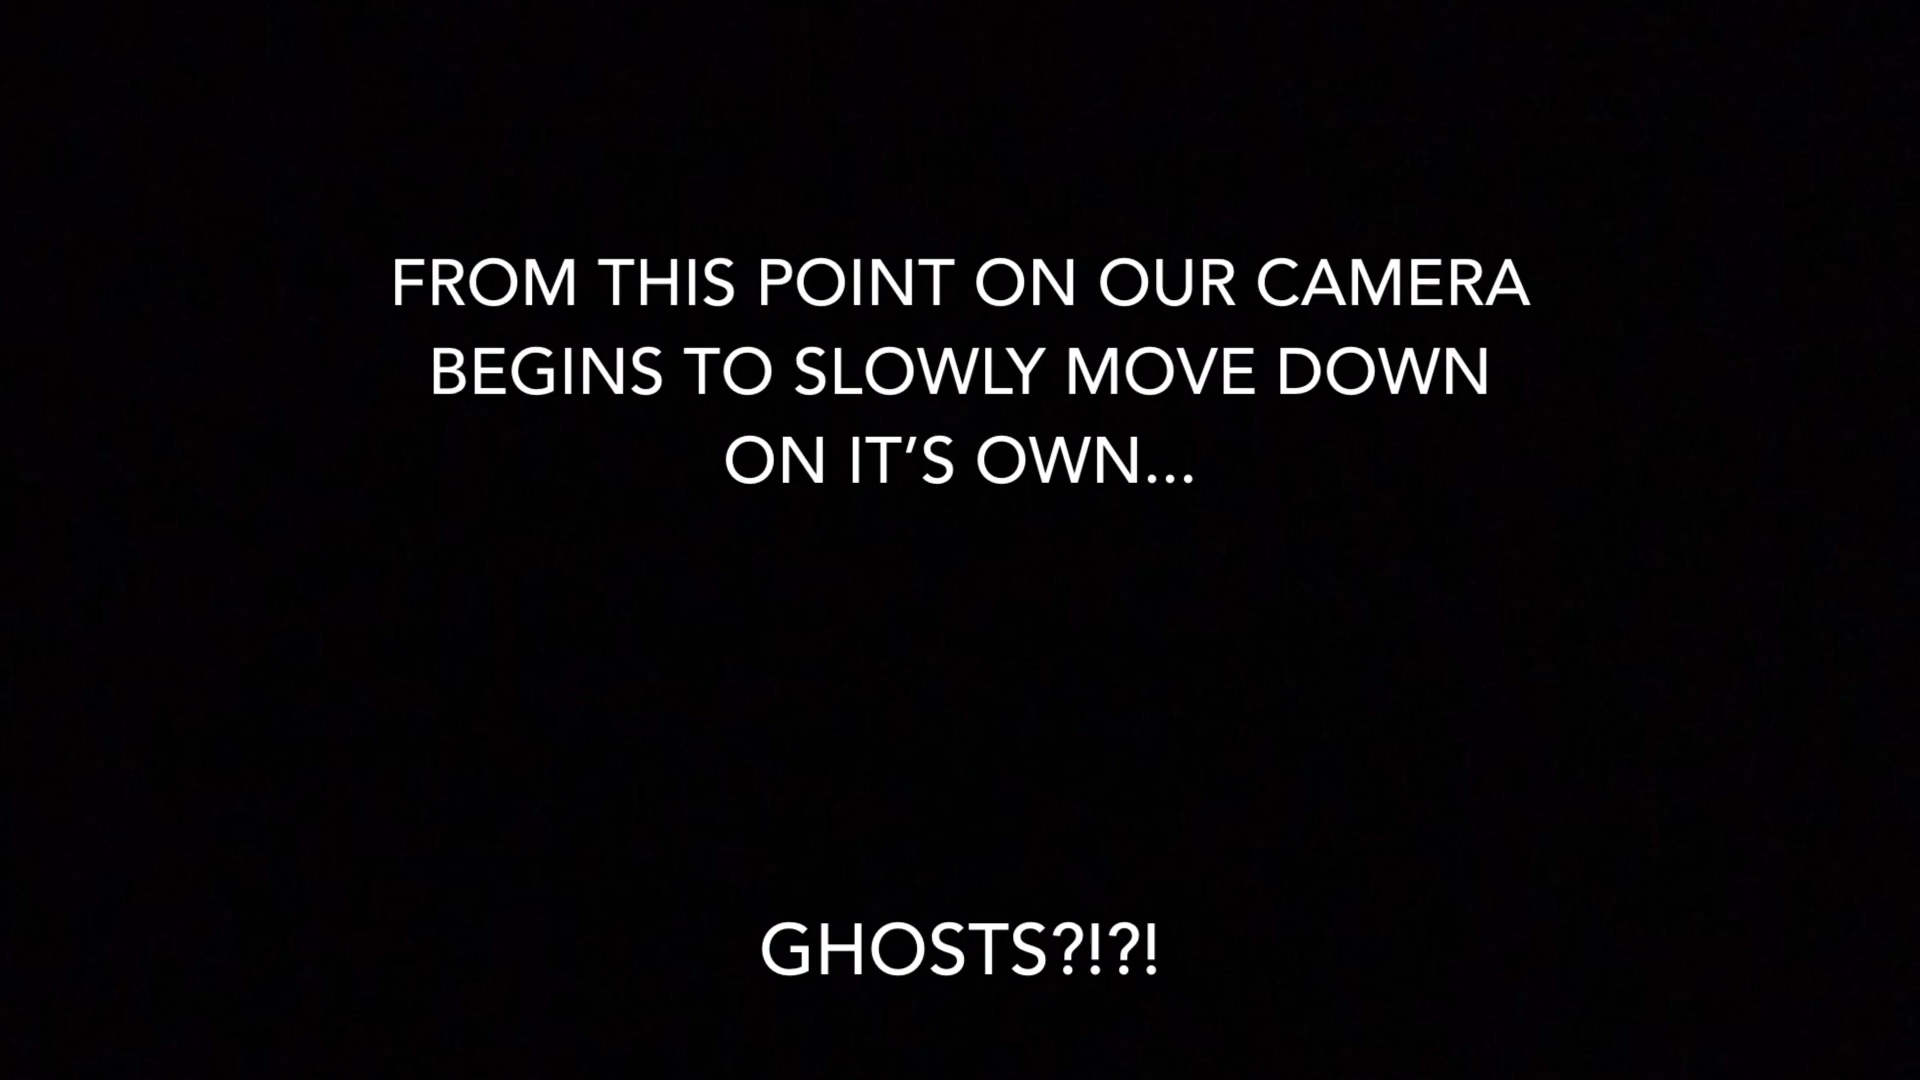 FROM THIS POINT ON OUR CAMERA
BEGINS TO SLOWLY MOVE DOWN
ON IT’S OWN...
GHOSTS?!?!